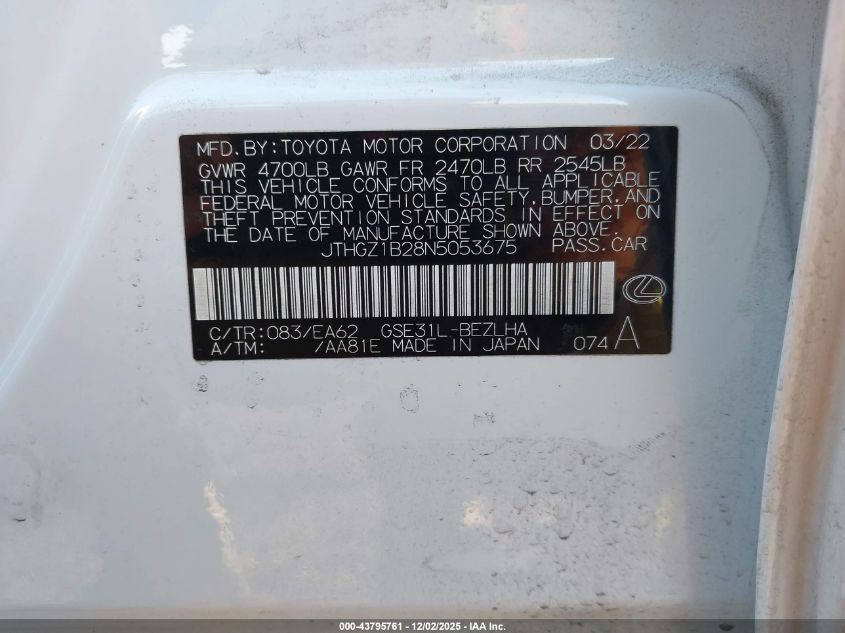 MFD. BY: TOYOTA MOTOR CORPORATION 03/22
GVWR 4700LB GAWR FR 2470LB RR 2545LB
THIS VEHICLE CONFORMS TO ALL APPLICABLE
FEDERAL MOTOR VEHICLE SAFETY, BUMPER, AND
THEFT PREVENTION STANDARDS IN EFFECT ON
THE DATE OF MANUFACTURE SHOWN ABOVE.
JTHGZ1B28N5053675 PASS. CAR
C/TR: 083/EA62 GSE31L-BEZLHA
A/TM: /AA81E MADE IN JAPAN 074 A
000-43795761 - 12/02/2025 - IAA Inc.